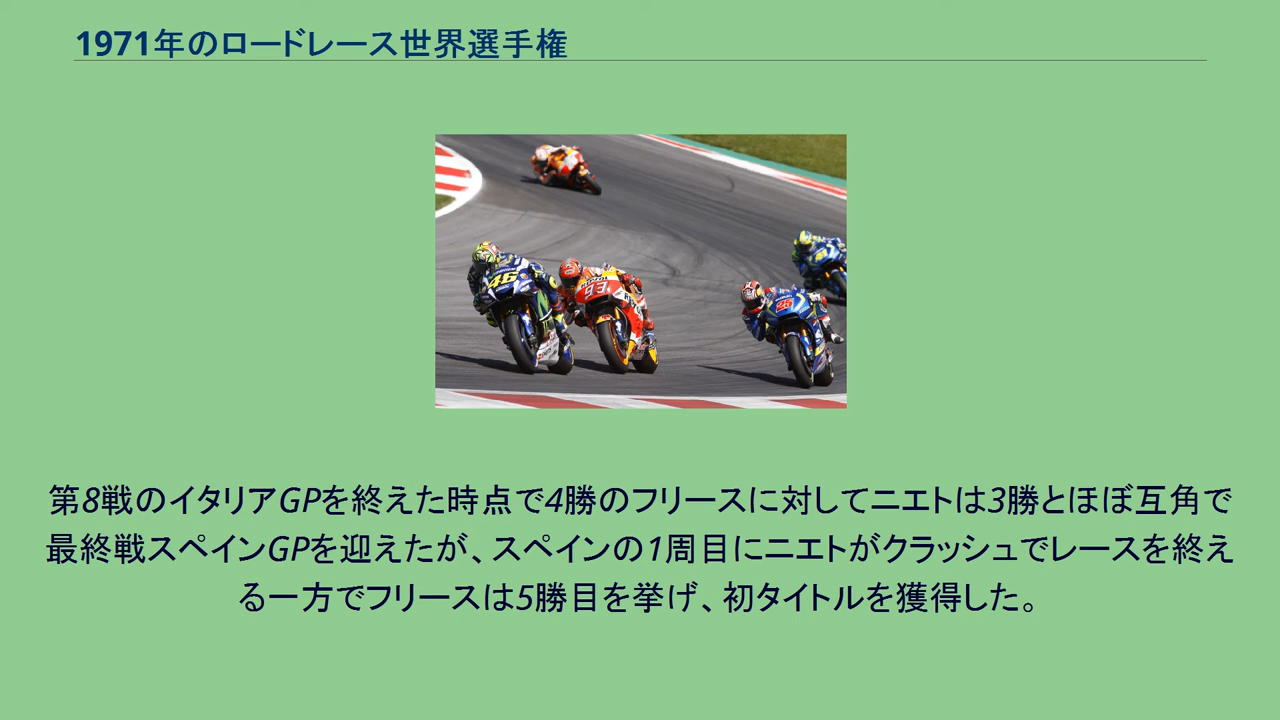 1971年のロードレース世界選手権
46
93
25
第8戦のイタリアGPを終えた時点で4勝のフリースに対してニエトは3勝とほぼ互角で
最終戦スペインGPを迎えたが、スペインの1周目にニエトがクラッシュでレースを終え
る一方でフリースは5勝目を挙げ、初タイトルを獲得した。